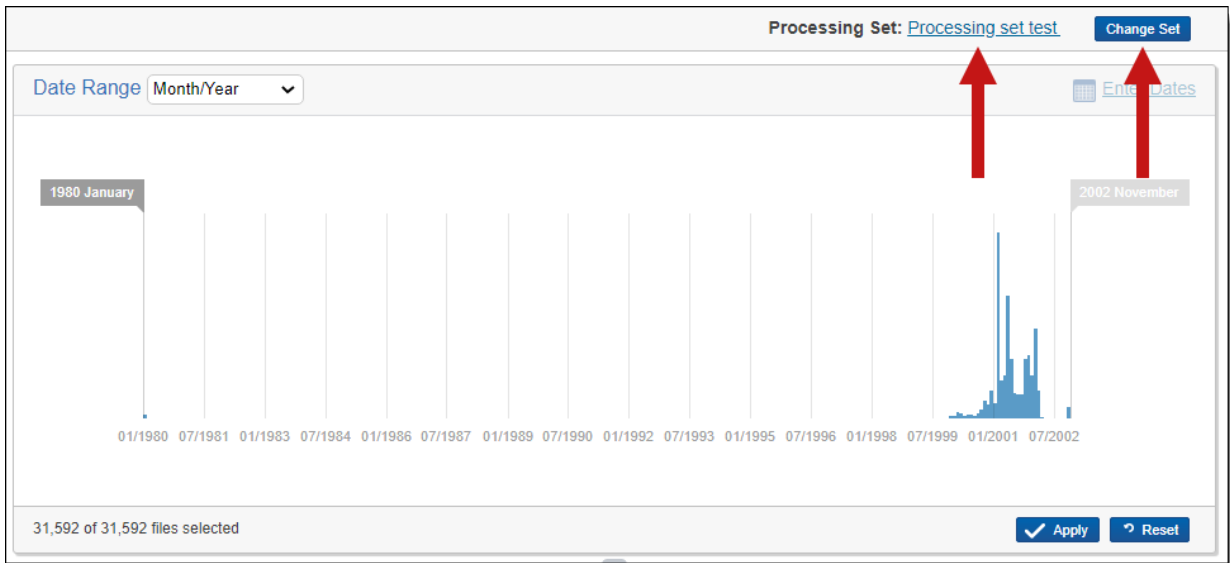 Processing Set: Processing set test Change Set
Date Range Month/Year Enter Dates
1980 January 2002 November
01/1980 07/1981 01/1983 07/1984 01/1986 07/1987 01/1989 07/1990 01/1992 07/1993 01/1995 07/1996 01/1998 07/1999 01/2001 07/2002
31,592 of 31,592 files selected Apply Reset